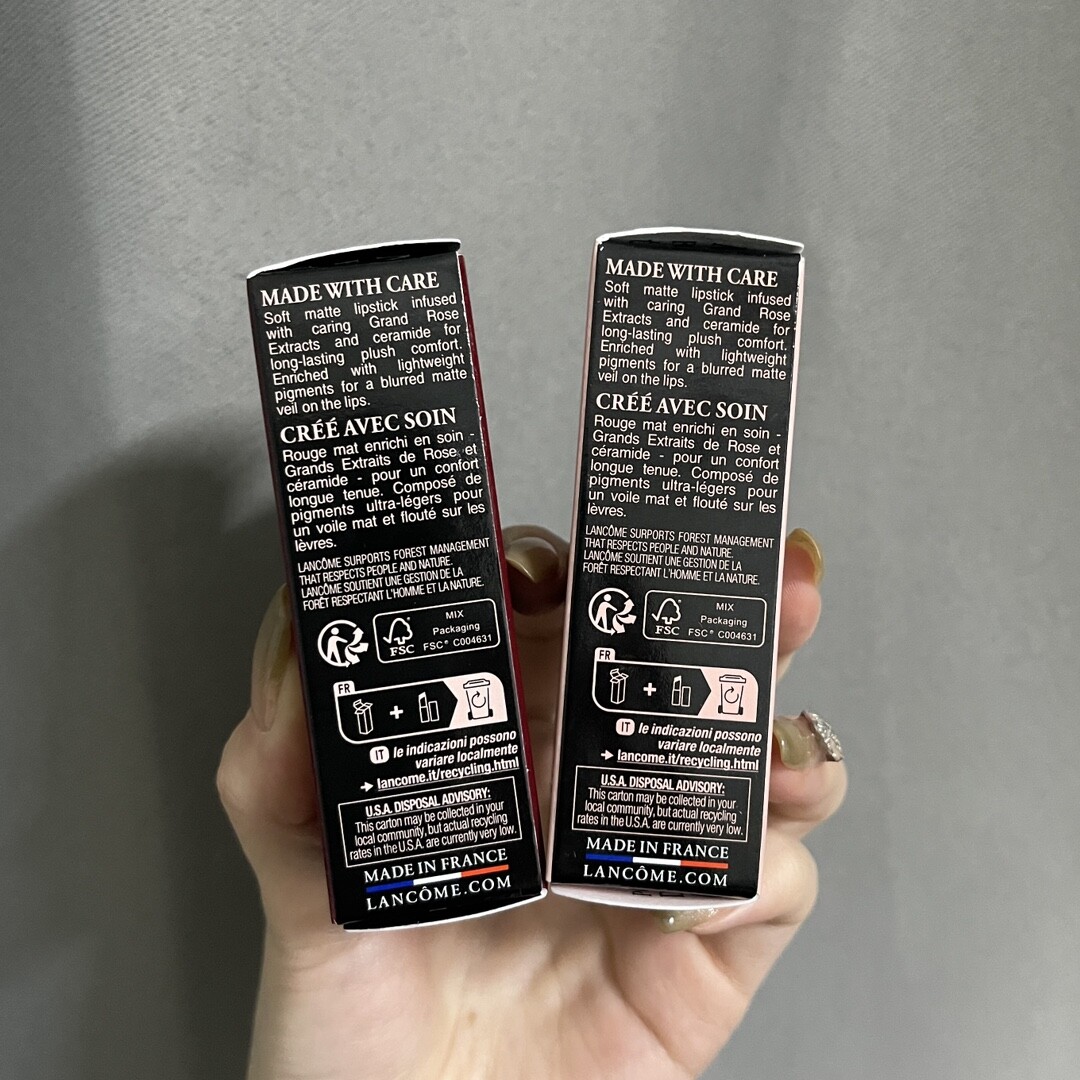 MADE WITH CARE
Soft matte lipstick infused
with caring Grand Rose
Extracts and ceramide for
long-lasting plush comfort.
Enriched with lightweight
pigments for a blurred matte
veil on the lips.
CRÉÉ AVEC SOIN
Rouge mat enrichi en soin -
Grands Extraits de Rose et
céramide - pour un confort
longue tenue. Composé de
pigments ultra-légers pour
un voile mat et flouté sur les
lèvres.
LANCÔME SURPORTS FOREST MANAGEMENT
THAT RESPECTS PEOPLE AND NATURE.
LANCÔME SOUTIENT UNE GESTION DE LA
FORÊT RESPECTANT L'HOMME ET LA NATURE.
FSC
MIX
Packaging
FSC® C004631
FR
+
IT le indicazioni possono
variare localmente
→ lancome.it/recycling.html
U.S.A. DISPOSAL ADVISORY:
This carton may be collected in your
local community, but actual recycling
rates in the U.S.A. are currently very low.
MADE IN FRANCE
LANCÔME.COM
MADE WITH CARE
Soft matte lipstick infused
with caring Grand Rose
Extracts and ceramide for
long-lasting plush comfort.
Enriched with lightweight
pigments for a blurred matte
veil on the lips.
CRÉÉ AVEC SOIN
Rouge mat enrichi en soin -
Grands Extraits de Rose et
céramide - pour un confort
longue tenue. Composé de
pigments ultra-légers pour
un voile mat et flouté sur les
lèvres.
LANCÔME SURPORTS FOREST MANAGEMENT
THAT RESPECTS PEOPLE AND NATURE.
LANCÔME SOUTIENT UNE GESTION DE LA
FORÊT RESPECTANT L'HOMME ET LA NATURE.
FSC
MIX
Packaging
FSC® C004631
FR
+
IT le indicazioni possono
variare localmente
→ lancome.it/recycling.html
U.S.A. DISPOSAL ADVISORY:
This carton may be collected in your
local community, but actual recycling
rates in the U.S.A. are currently very low.
MADE IN FRANCE
LANCÔME.COM